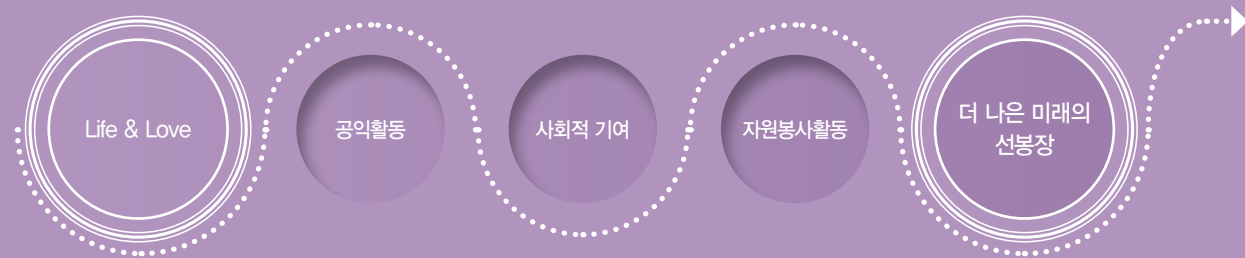 Life & Love
공익활동
사회적 기여
자원봉사활동
더 나은 미래의
선봉장